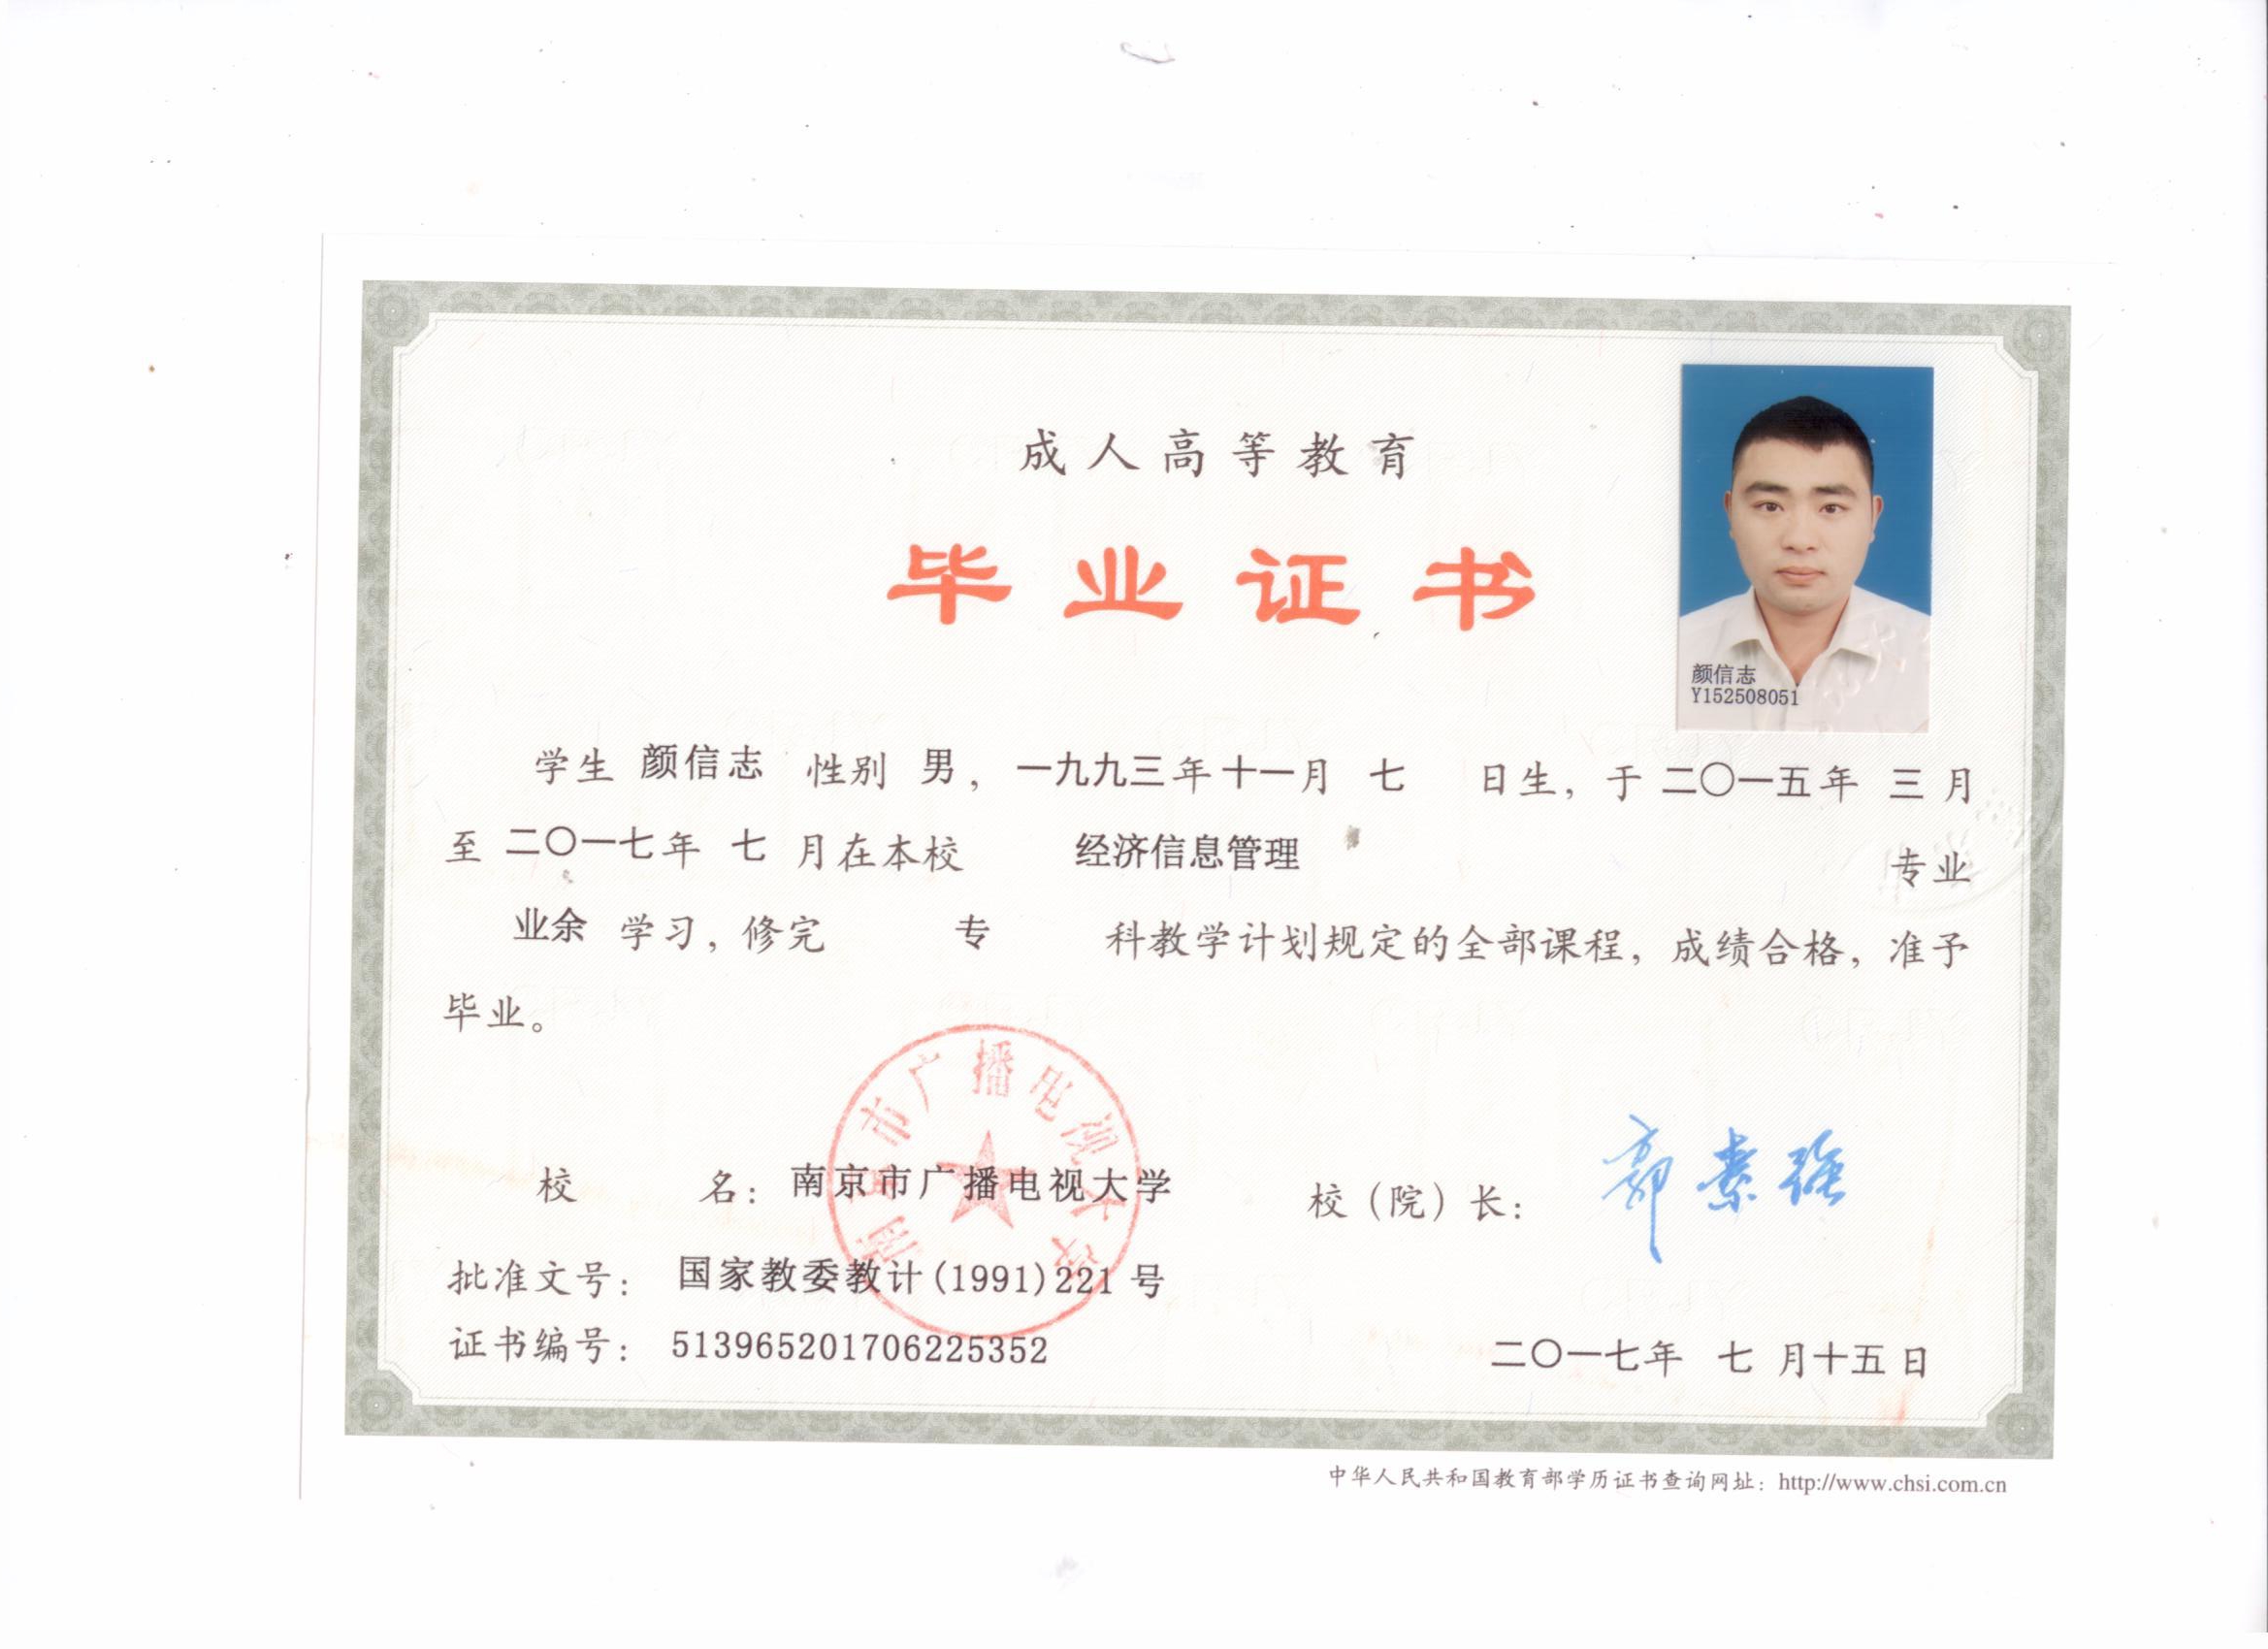 成人高等教育
毕业证书
颜信志
Y152508051
学生 颜信志 性别 男，一九九三年十一月 七 日生，于 二〇一五年 三 月
至 二〇一七年 七 月在本校 经济信息管理 专业
业余 学习，修完 专 科教学计划规定的全部课程，成绩合格，准予
毕业。
南京市广播电视大学
校 名：南京市广播电视大学 校（院）长：郭素强
批准文号：国家教委教计(1991)221 号
证书编号：513965201706225352 二〇一七年 七 月十五日
中华人民共和国教育部学历证书查询网址：http://www.chsi.com.cn